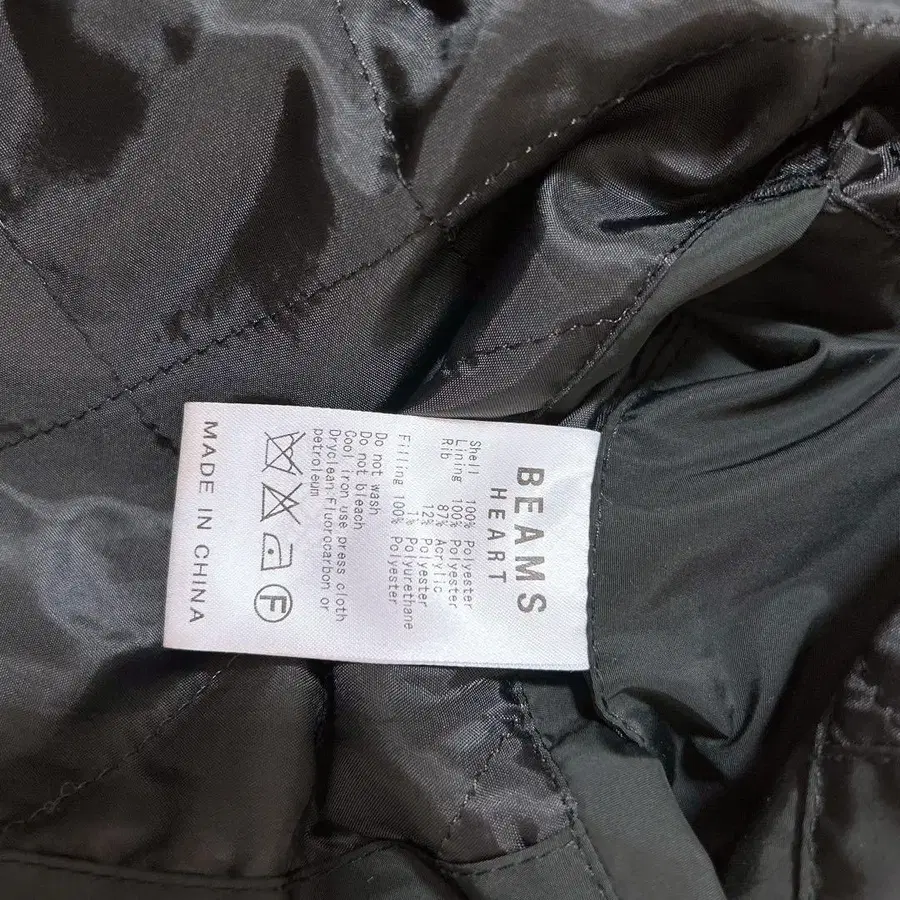 BEAMS
HEART
Shell 100% Polyester
Lining 100% Polyester
Rib 87% Acrylic
12% Polyester
1% Polyurethane
Filling 100% Polyester
Do not wash
Do not bleach
Cool iron use press cloth
Dryclean Fluorocarbon or
petroleum
F
MADE IN CHINA